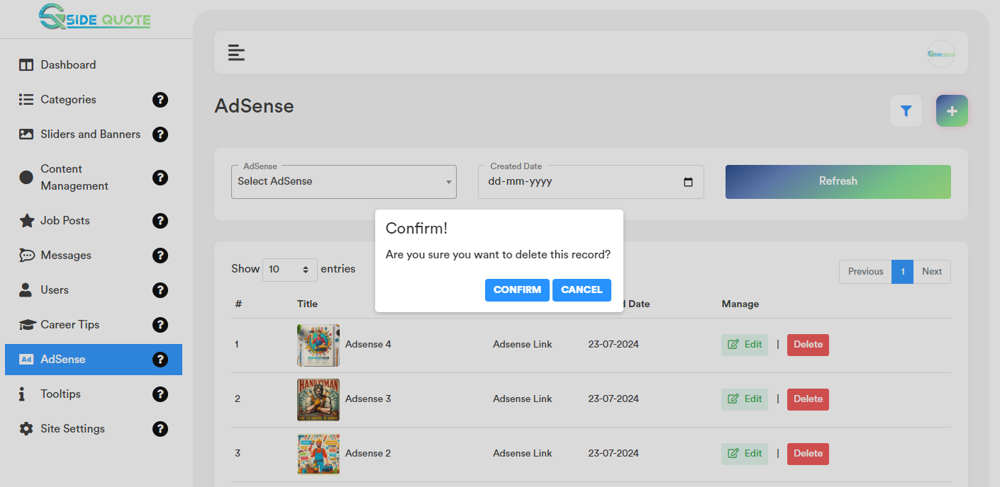 SIDE QUOTE
Dashboard
Categories ?
Sliders and Banners ?
Content
Management ?
Job Posts ?
Messages ?
Users ?
Career Tips ?
Ad AdSense ?
Tooltips ?
Site Settings ?
SIDE QUOTE
AdSense
+
AdSense
Select AdSense
Created Date
dd-mm-yyyy
Refresh
Confirm!
Are you sure you want to delete this record?
CONFIRM CANCEL
Show 10 entries
Previous 1 Next
# Title Date Manage
1 Adsense 4 Adsense Link 23-07-2024 Edit | Delete
HANDYMAN
2 Adsense 3 Adsense Link 23-07-2024 Edit | Delete
3 Adsense 2 Adsense Link 23-07-2024 Edit | Delete